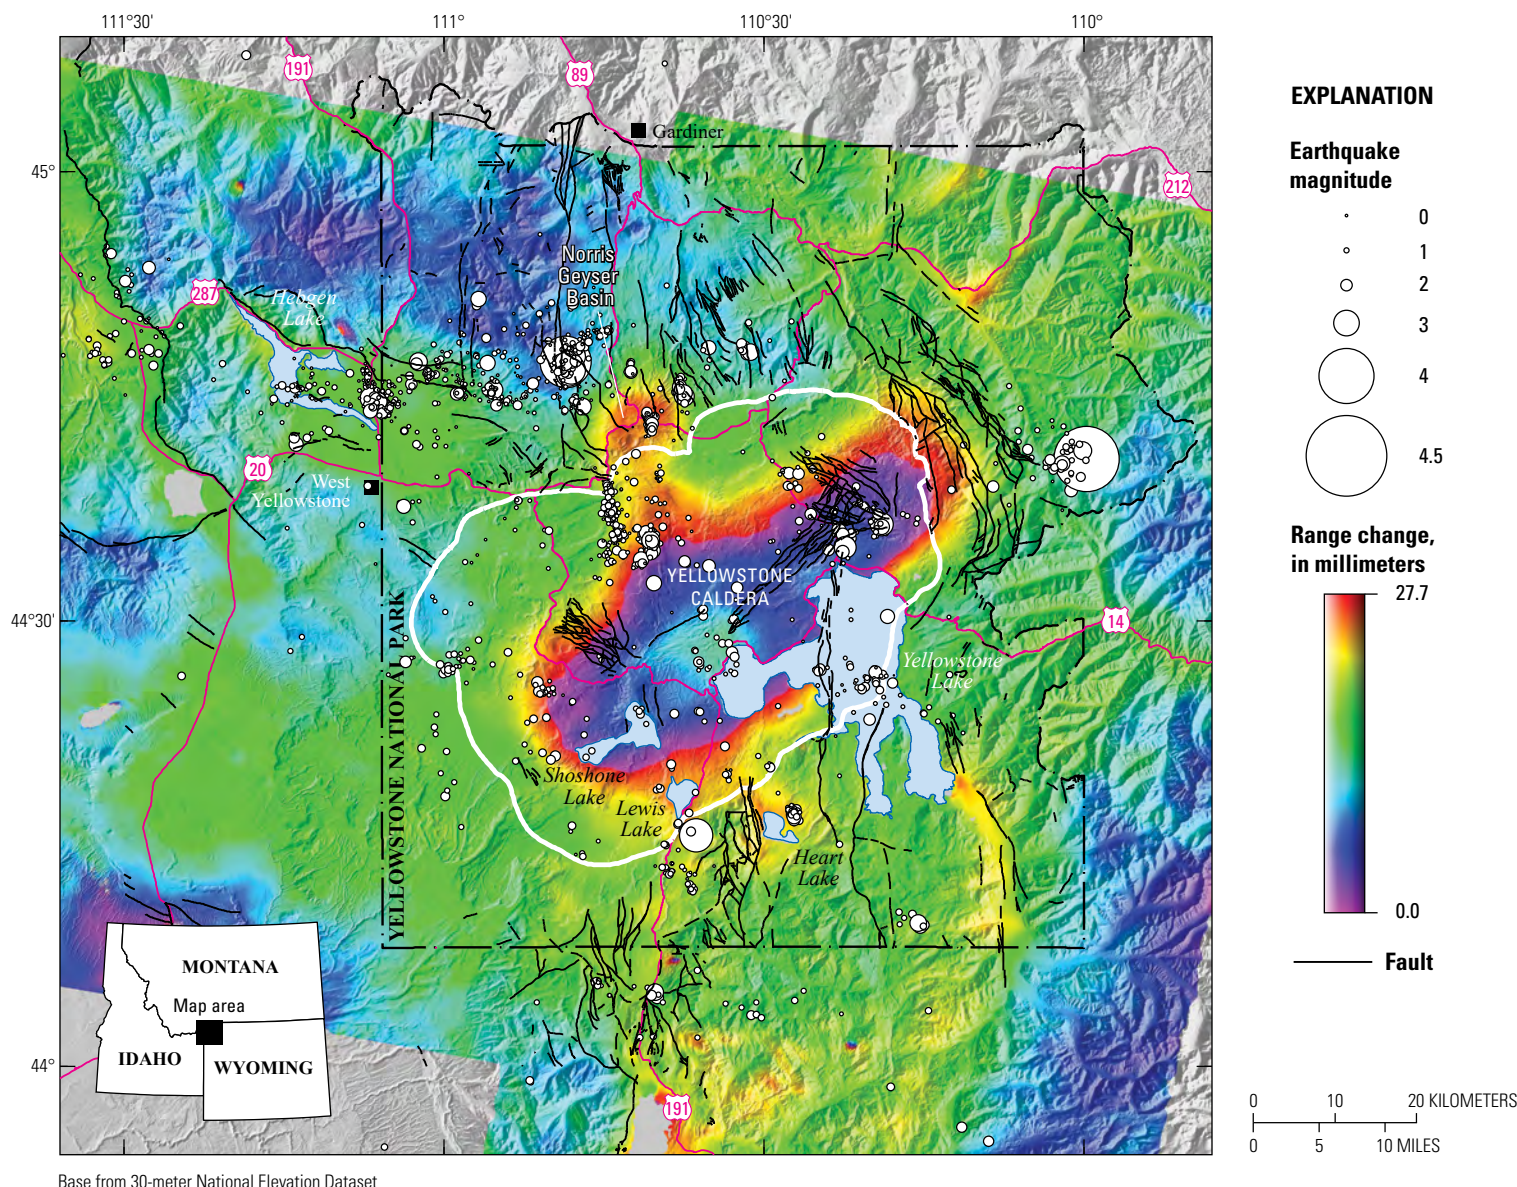 111°30'
111°
110°30'
110°
191
89
Gardiner
45°
212
Norris
Geyser
Basin
287
Hebgen
Lake
20
West
Yellowstone
YELLOWSTONE
CALDERA
44°30'
14
YELLOWSTONE NATIONAL PARK
Yellowstone
Lake
Shoshone
Lake
Lewis
Lake
Heart
Lake
MONTANA
Map area
IDAHO
WYOMING
44°
191
Base from 30-meter National Elevation Dataset
EXPLANATION
Earthquake
magnitude
0
1
2
3
4
4.5
Range change,
in millimeters
27.7
0.0
Fault
0 10 20 KILOMETERS
0 5 10 MILES